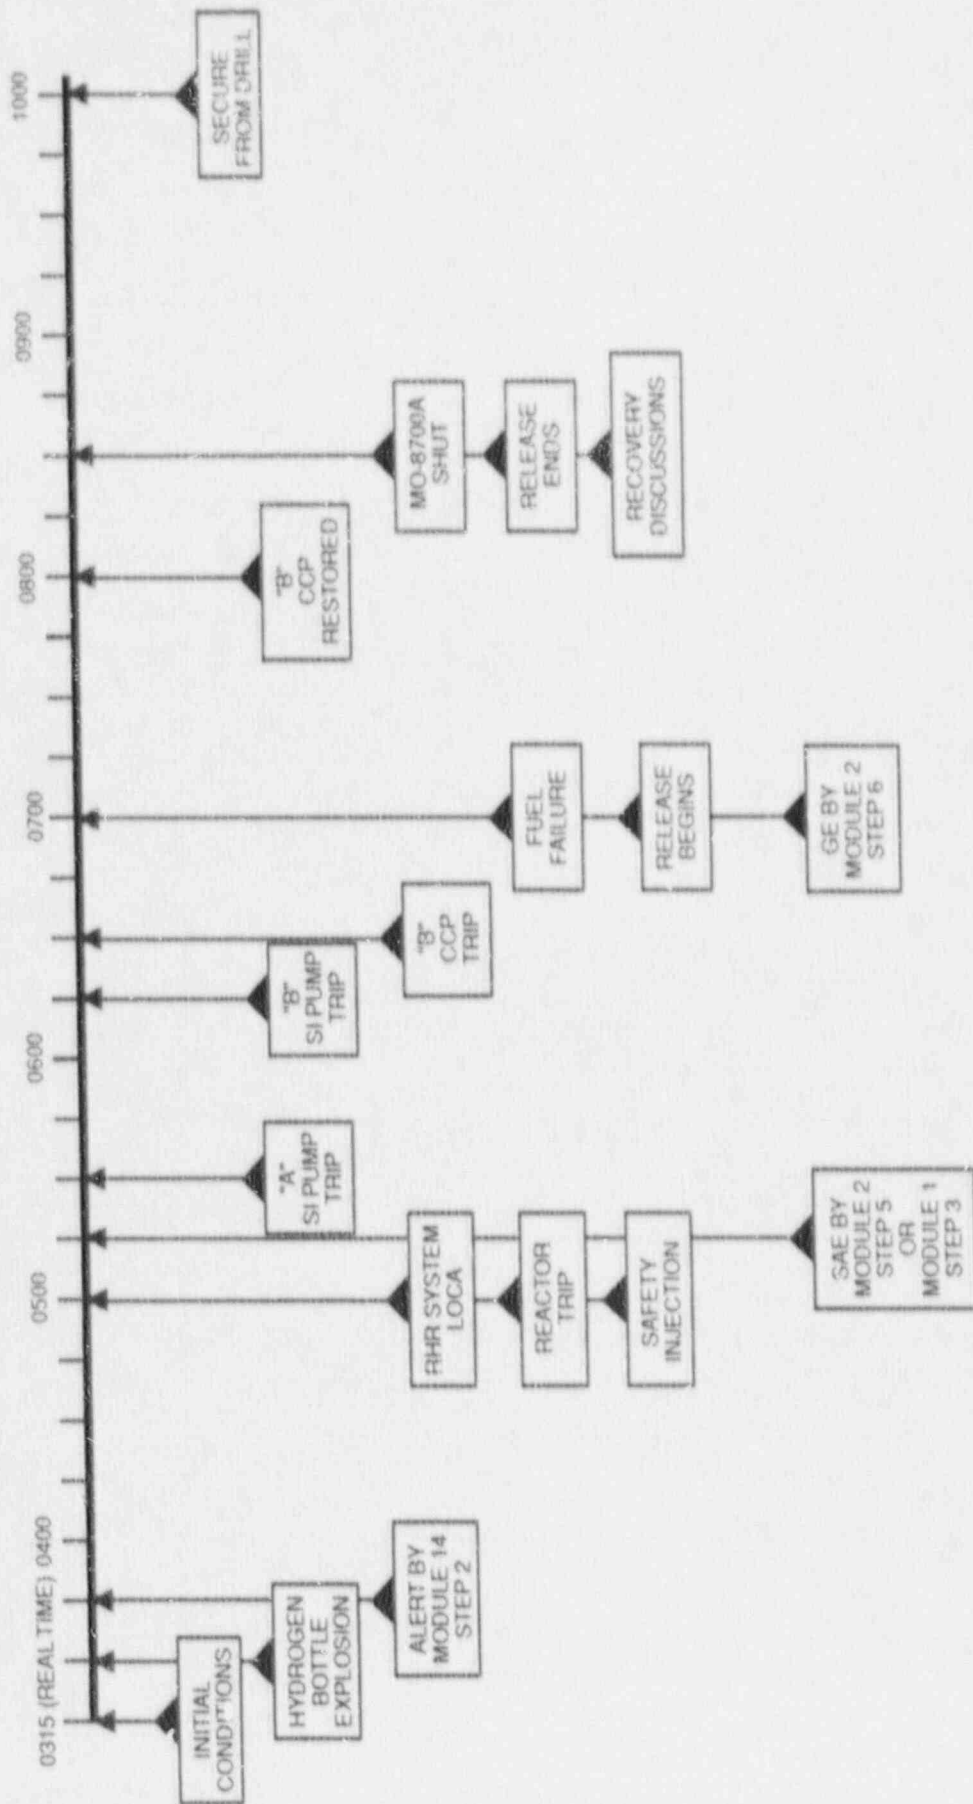 0315 (REAL TIME) 0400
0500
0600
0700
0800
0900
1000
INITIAL
CONDITIONS
HYDROGEN
BOTTLE
EXPLOSION
ALERT BY
MODULE 14
STEP 2
RHR SYSTEM
LOCA
REACTOR
TRIP
SAFETY
INJECTION
SAE BY
MODULE 2
STEP 5
OR
MODULE 1
STEP 3
"A"
SI PUMP
TRIP
"B"
SI PUMP
TRIP
"B"
CCP
TRIP
FUEL
FAILURE
RELEASE
BEGINS
GE BY
MODULE 2
STEP 6
"B"
CCP
RESTORED
MO-8700A
SHUT
RELEASE
ENDS
RECOVERY
DISCUSSIONS
SECURE
FROM DRILL